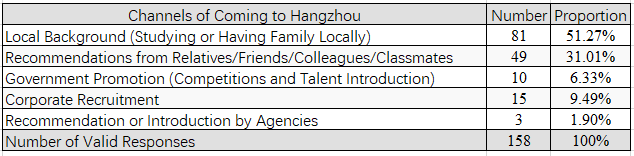 Channels of Coming to Hangzhou Number Proportion
Local Background (Studying or Having Family Locally) 81 51.27%
Recommendations from Relatives/Friends/Colleagues/Classmates 49 31.01%
Government Promotion (Competitions and Talent Introduction) 10 6.33%
Corporate Recruitment 15 9.49%
Recommendation or Introduction by Agencies 3 1.90%
Number of Valid Responses 158 100%